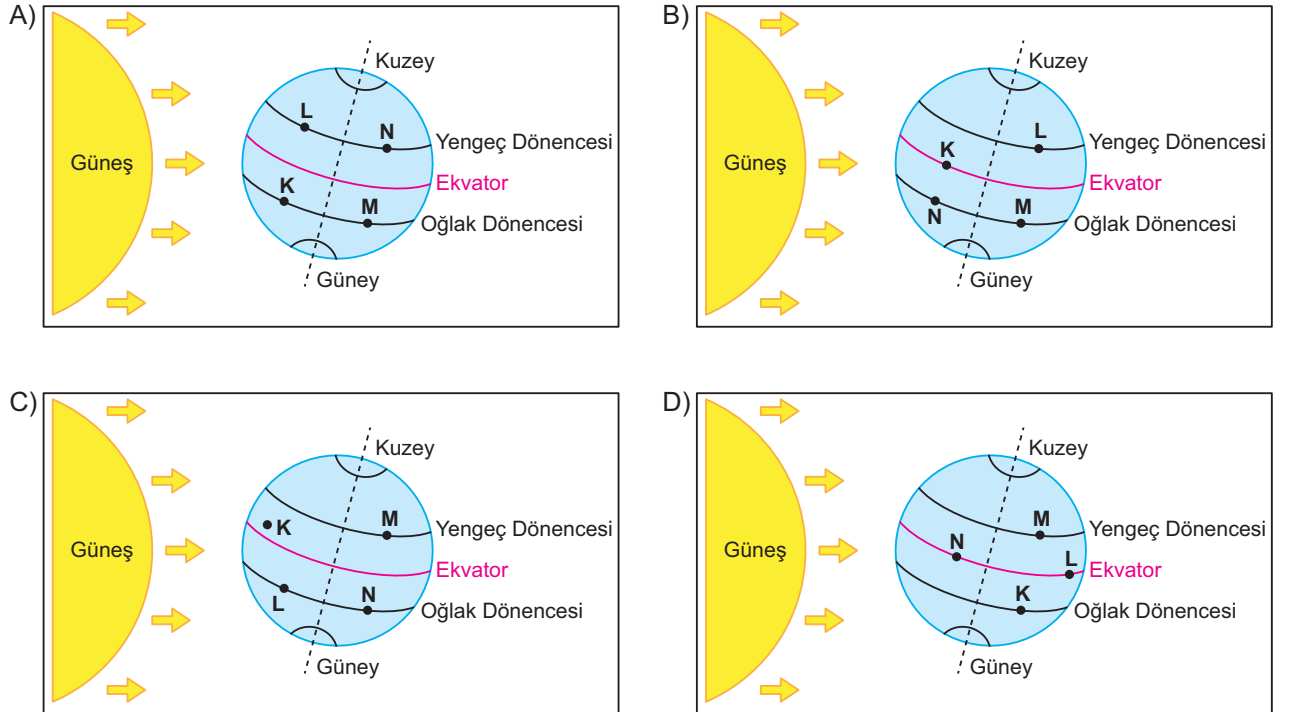 A)
Güneş
Kuzey
L
N
Yengeç Dönencesi
K
Ekvator
M
Oğlak Dönencesi
Güney
B)
Güneş
Kuzey
L
Yengeç Dönencesi
K
Ekvator
N
M
Oğlak Dönencesi
Güney
C)
Güneş
Kuzey
K
M
Yengeç Dönencesi
Ekvator
L
N
Oğlak Dönencesi
Güney
D)
Güneş
Kuzey
M
Yengeç Dönencesi
N
L
Ekvator
K
Oğlak Dönencesi
Güney